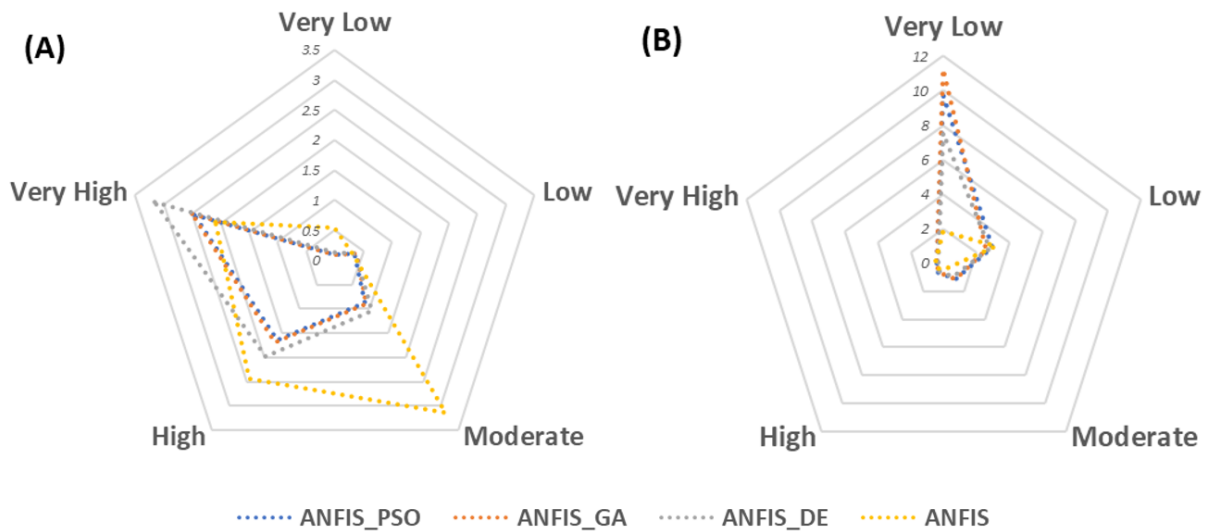 (A)
Very Low
3.5
3
2.5
2
1.5
1
0.5
0
Low
Moderate
High
Very High
(B)
Very Low
12
10
8
6
4
2
0
Low
Moderate
High
Very High
ANFIS_PSO ANFIS_GA ANFIS_DE ANFIS